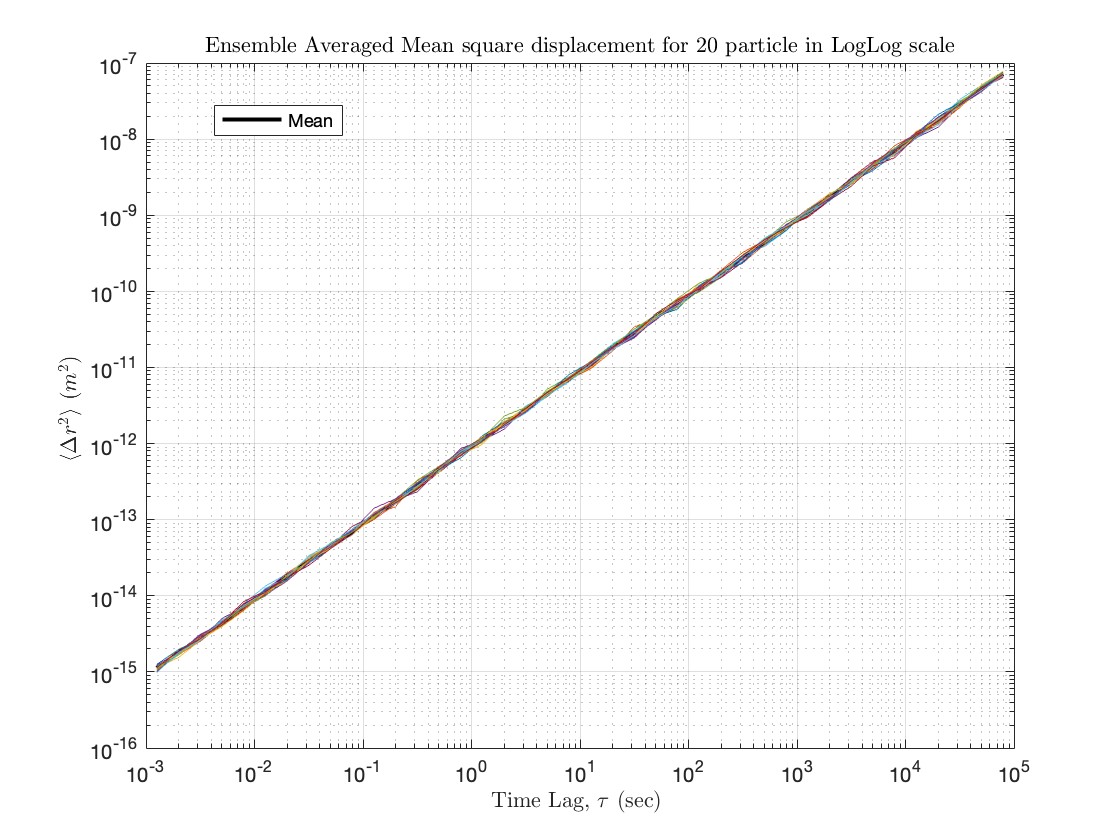 Ensemble Averaged Mean square displacement for 20 particle in LogLog scale
10^-7
Mean
10^-8
10^-9
10^-10
10^-11
⟨Δr²⟩ (m²)
10^-12
10^-13
10^-14
10^-15
10^-16
10^-3 10^-2 10^-1 10^0 10^1 10^2 10^3 10^4 10^5
Time Lag, τ (sec)